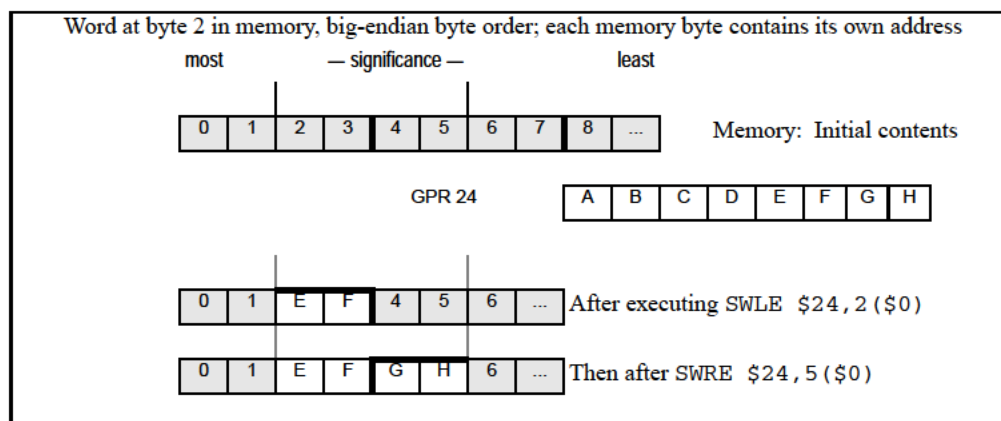 Word at byte 2 in memory, big-endian byte order; each memory byte contains its own address
most — significance — least
0 1 2 3 4 5 6 7 8 ... Memory: Initial contents
GPR 24 A B C D E F G H
0 1 E F 4 5 6 ... After executing SWLE $24,2($0)
0 1 E F G H 6 ... Then after SWRE $24,5($0)